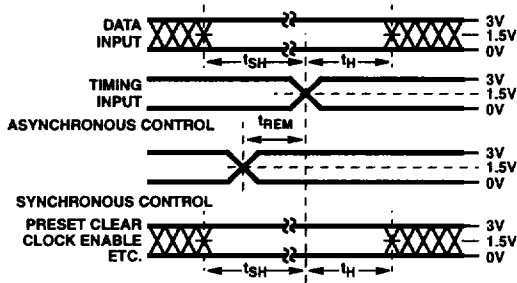 DATA INPUT
3V
1.5V
0V
tSH
tH
TIMING INPUT
3V
1.5V
0V
ASYNCHRONOUS CONTROL
tREM
3V
1.5V
0V
SYNCHRONOUS CONTROL
PRESET CLEAR
CLOCK ENABLE
ETC.
3V
1.5V
0V
tSH
tH